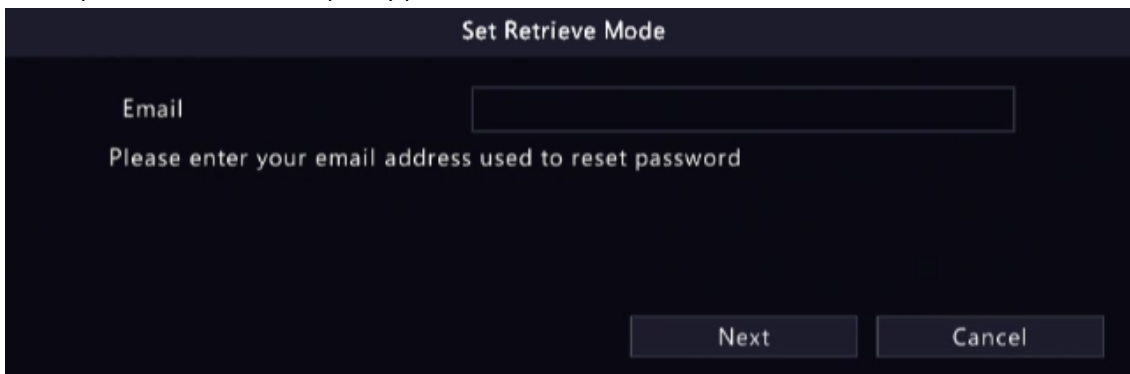 Set Retrieve Mode
Email
Please enter your email address used to reset password
Next Cancel